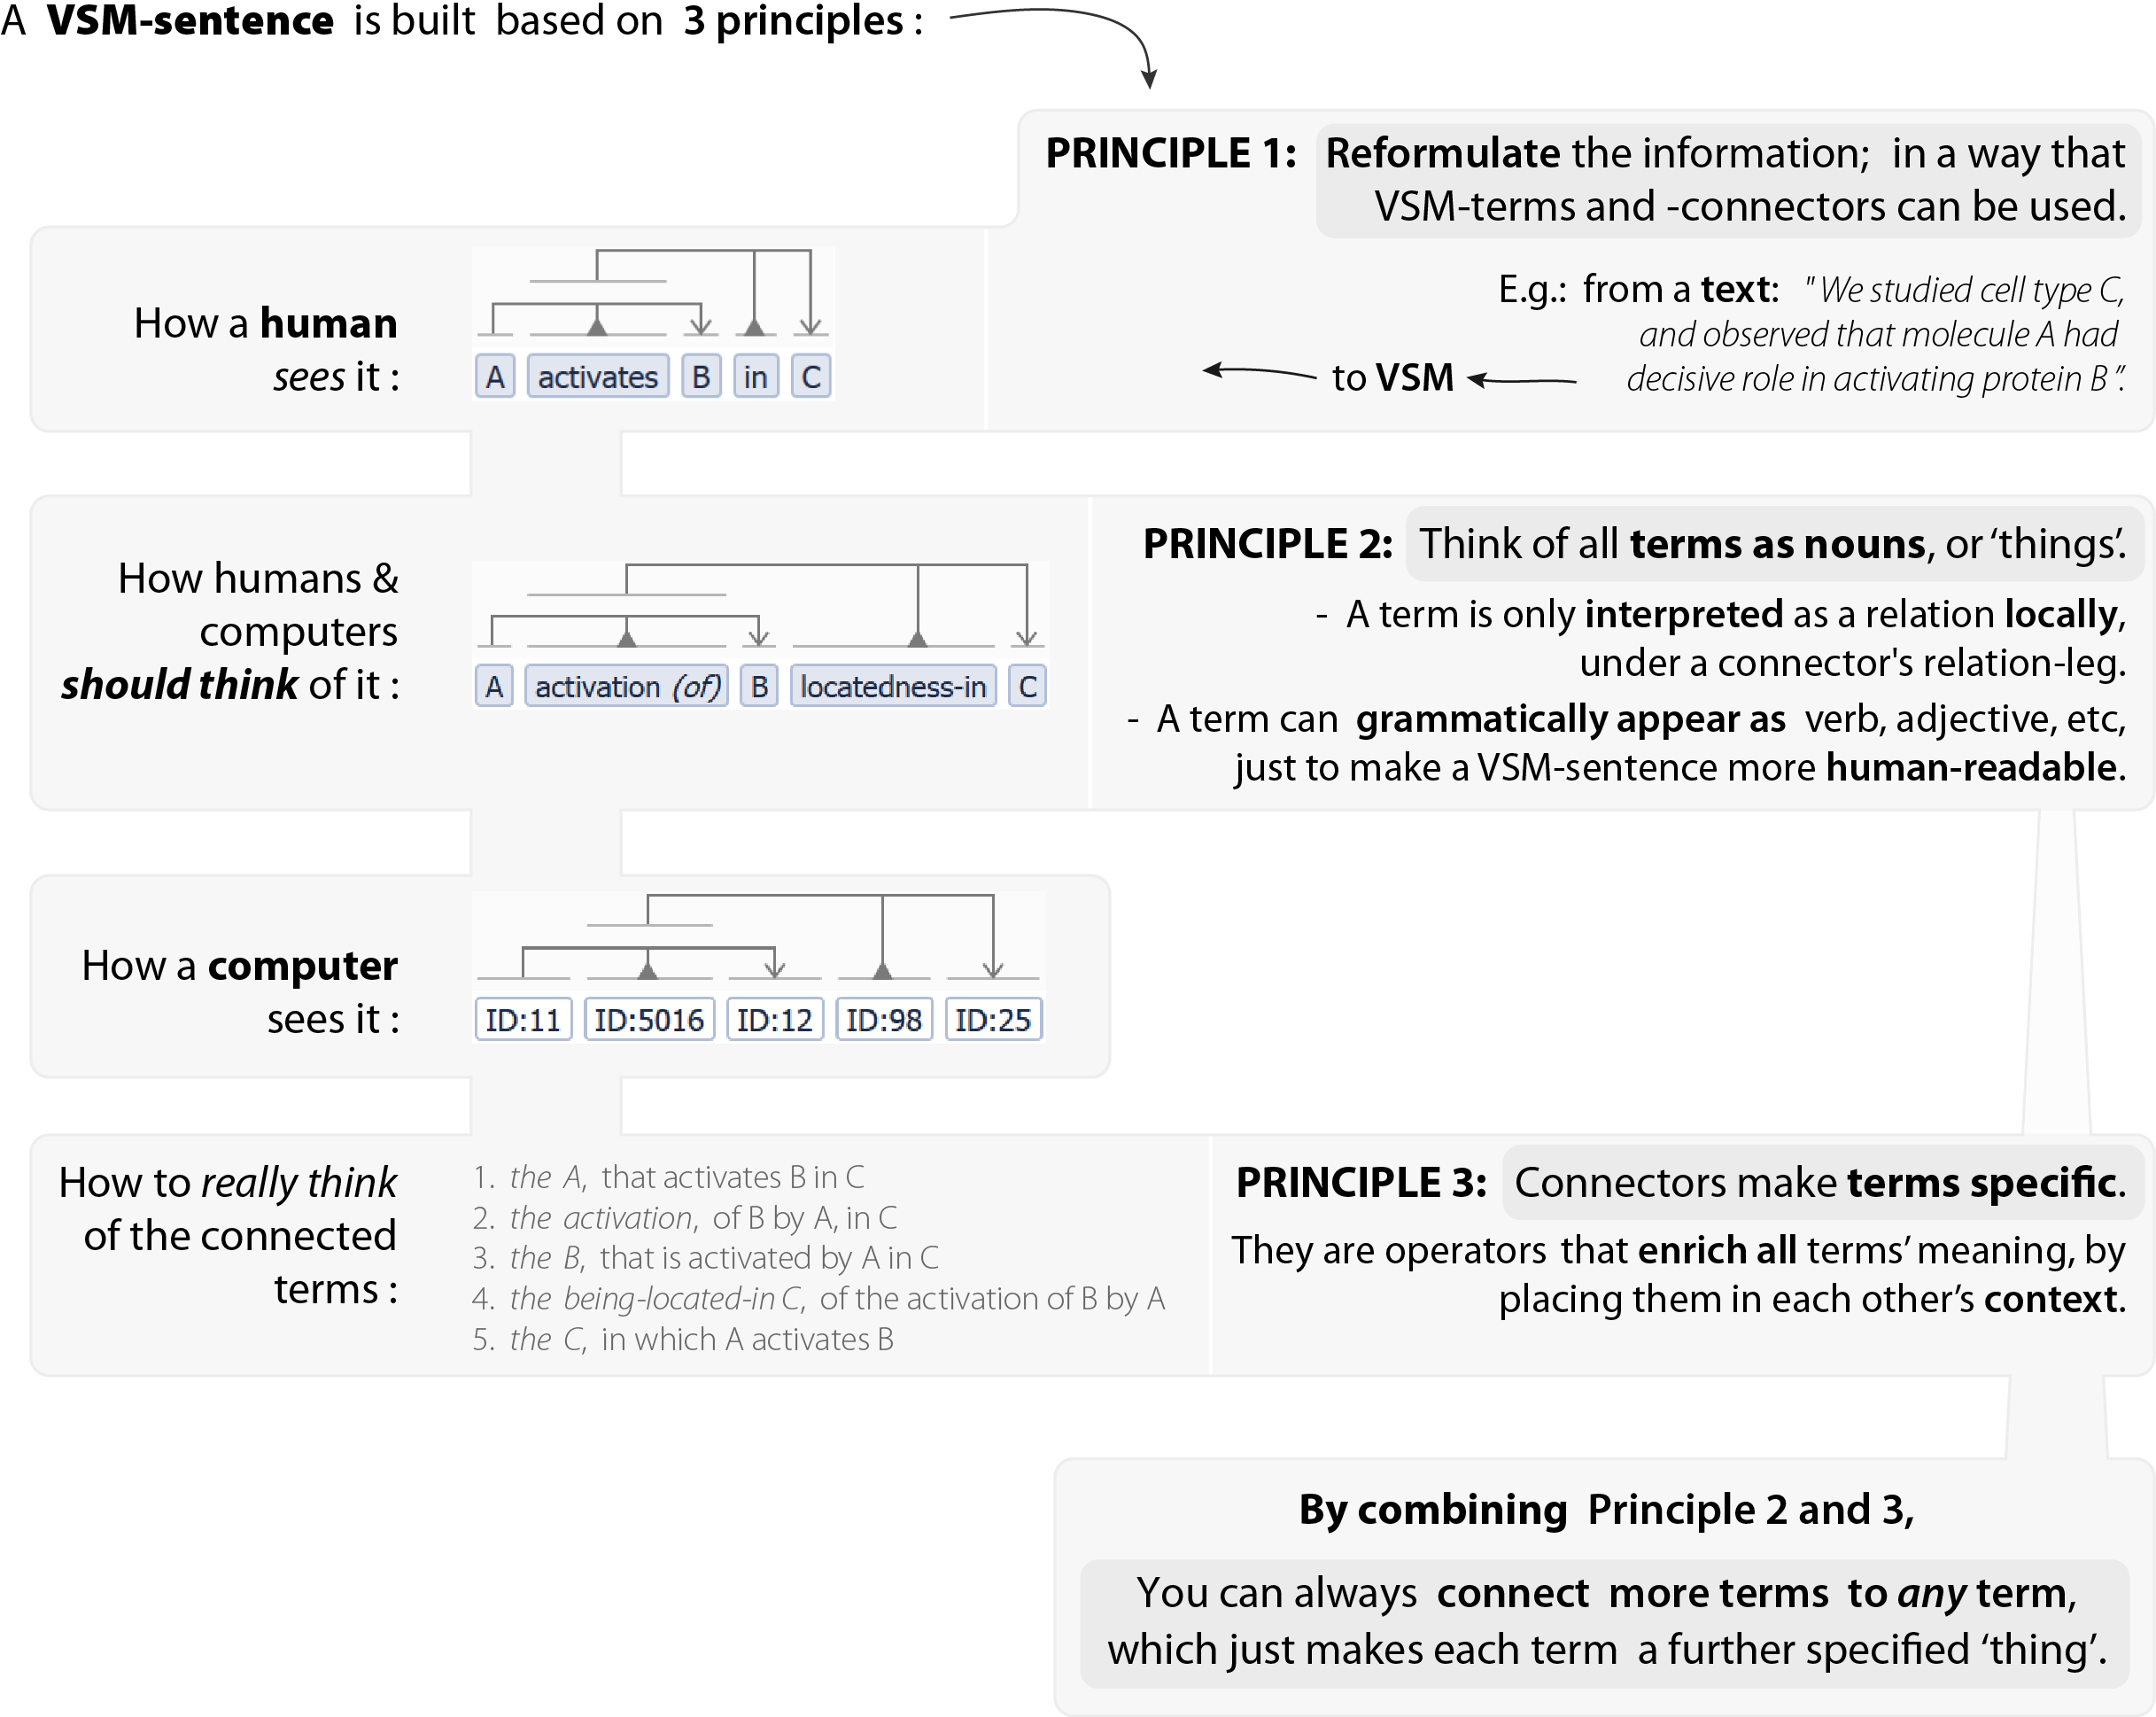 A VSM-sentence is built based on 3 principles :
PRINCIPLE 1: Reformulate the information; in a way that
VSM-terms and -connectors can be used.
How a human
sees it :
A activates B in C
E.g.: from a text: "We studied cell type C,
and observed that molecule A had
decisive role in activating protein B".
to VSM
How humans &
computers
should think of it :
A activation (of) B locatedness-in C
PRINCIPLE 2: Think of all terms as nouns, or ‘things’.
- A term is only interpreted as a relation locally,
under a connector's relation-leg.
- A term can grammatically appear as verb, adjective, etc,
just to make a VSM-sentence more human-readable.
How a computer
sees it :
ID:11 ID:5016 ID:12 ID:98 ID:25
How to really think
of the connected
terms :
1. the A, that activates B in C
2. the activation, of B by A, in C
3. the B, that is activated by A in C
4. the being-located-in C, of the activation of B by A
5. the C, in which A activates B
PRINCIPLE 3: Connectors make terms specific.
They are operators that enrich all terms’ meaning, by
placing them in each other’s context.
By combining Principle 2 and 3,
You can always connect more terms to any term,
which just makes each term a further specified ‘thing’.